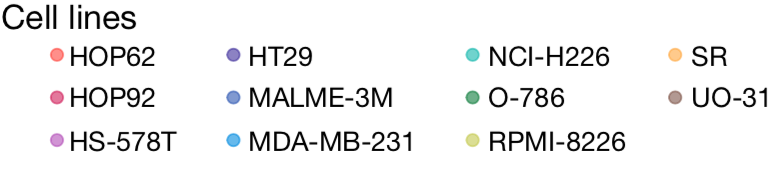 Cell lines
HOP62 HT29 NCI-H226 SR
HOP92 MALME-3M O-786 UO-31
HS-578T MDA-MB-231 RPMI-8226